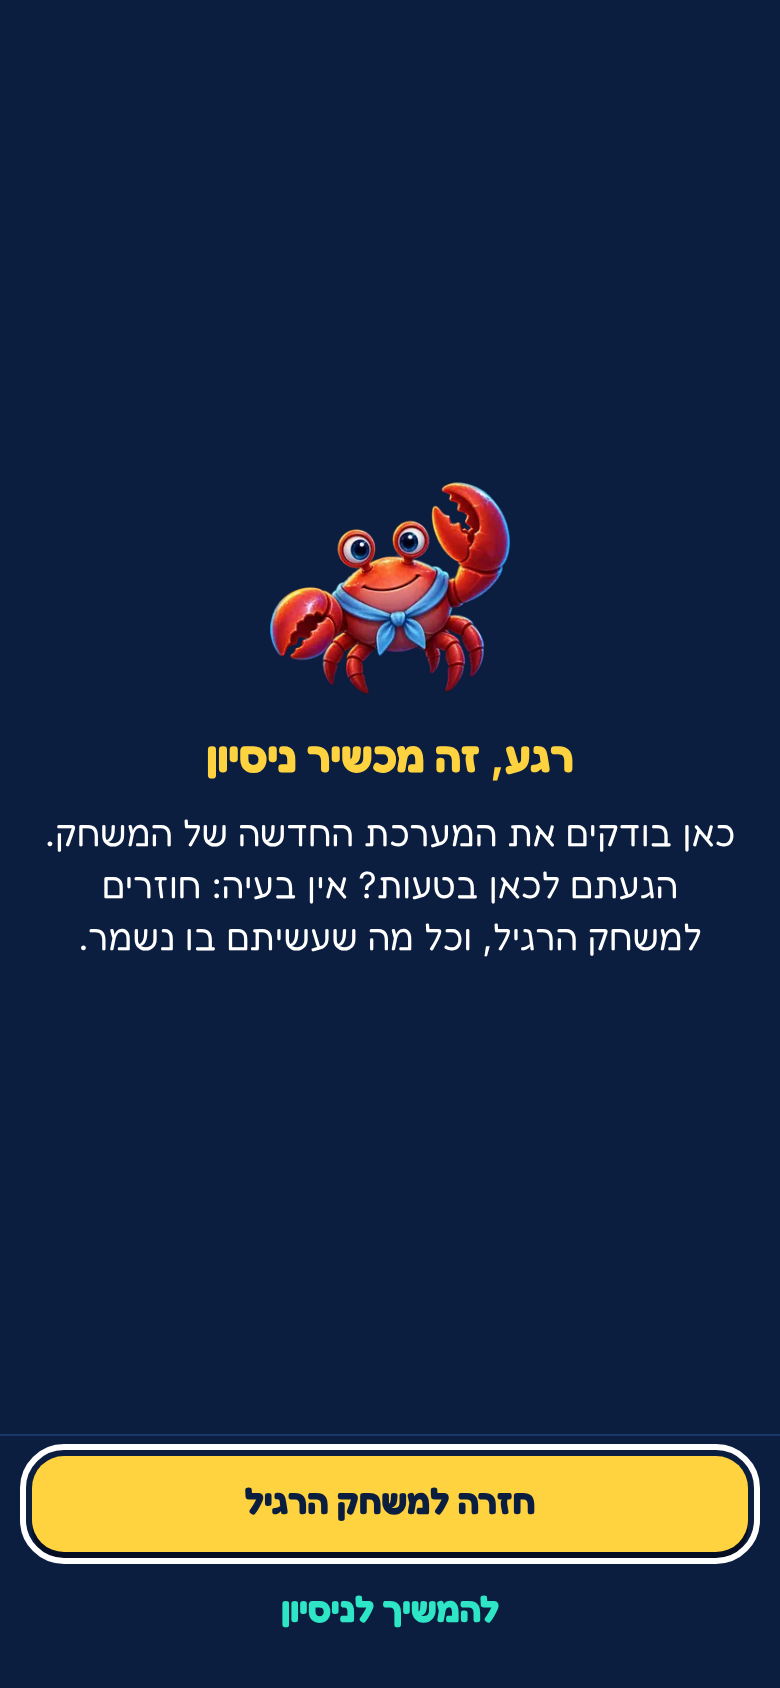 רגע, זה מכשיר ניסיון
כאן בודקים את המערכת החדשה של המשחק.
הגעתם לכאן בטעות? אין בעיה: חוזרים
למשחק הרגיל, וכל מה שעשיתם בו נשמר.
חזרה למשחק הרגיל
להמשיך לניסיון